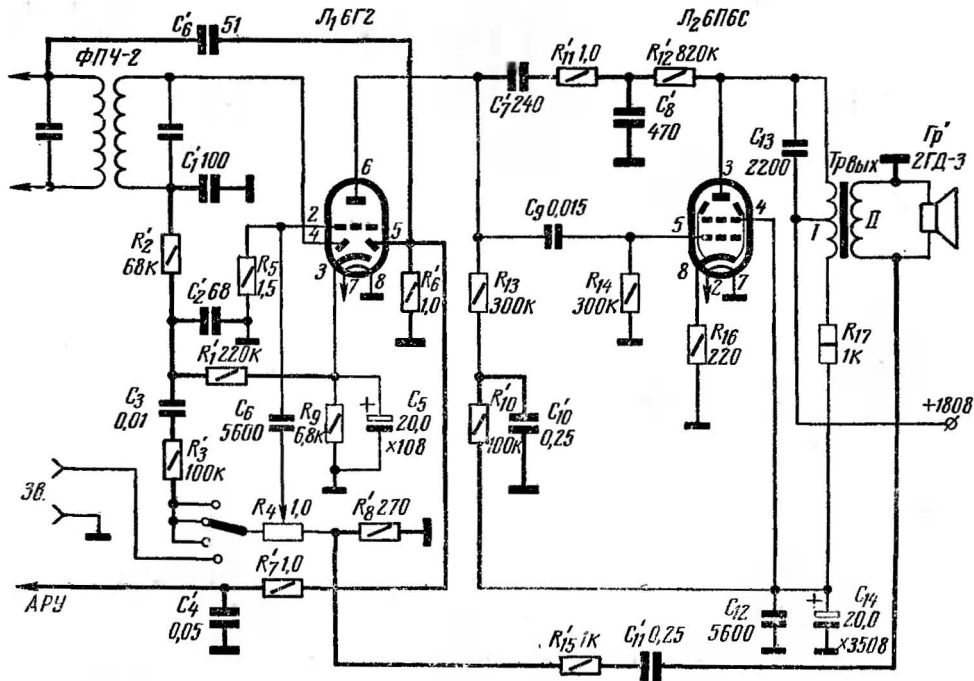 C'6 51
Л1 6Г2
Л2 6П6С
ФПЧ-2
R'11 1,0
R'12 820к
C'7 240
C'8
470
C13
2200
Гр'
2ГД-3
Трвых
I
II
C'1 100
6
2
4
3
7
8
5
C9 0,015
3
5
4
8
2
7
R'2
68к
R5
1,5
R'6
1,0
R13
300к
R14
300к
R16
220
R17
1к
C'2 68
R'1 220к
C3
0,01
C6
5600
R9
6,8к
C5
20,0
×10В
R'10
100к
C'10
0,25
+180В
R'3
100к
Зв.
R4 1,0
R'8 270
R'7 1,0
АРУ
C'4
0,05
C12
5600
C14
20,0
×350В
R'15 1к
C'11 0,25
+
+